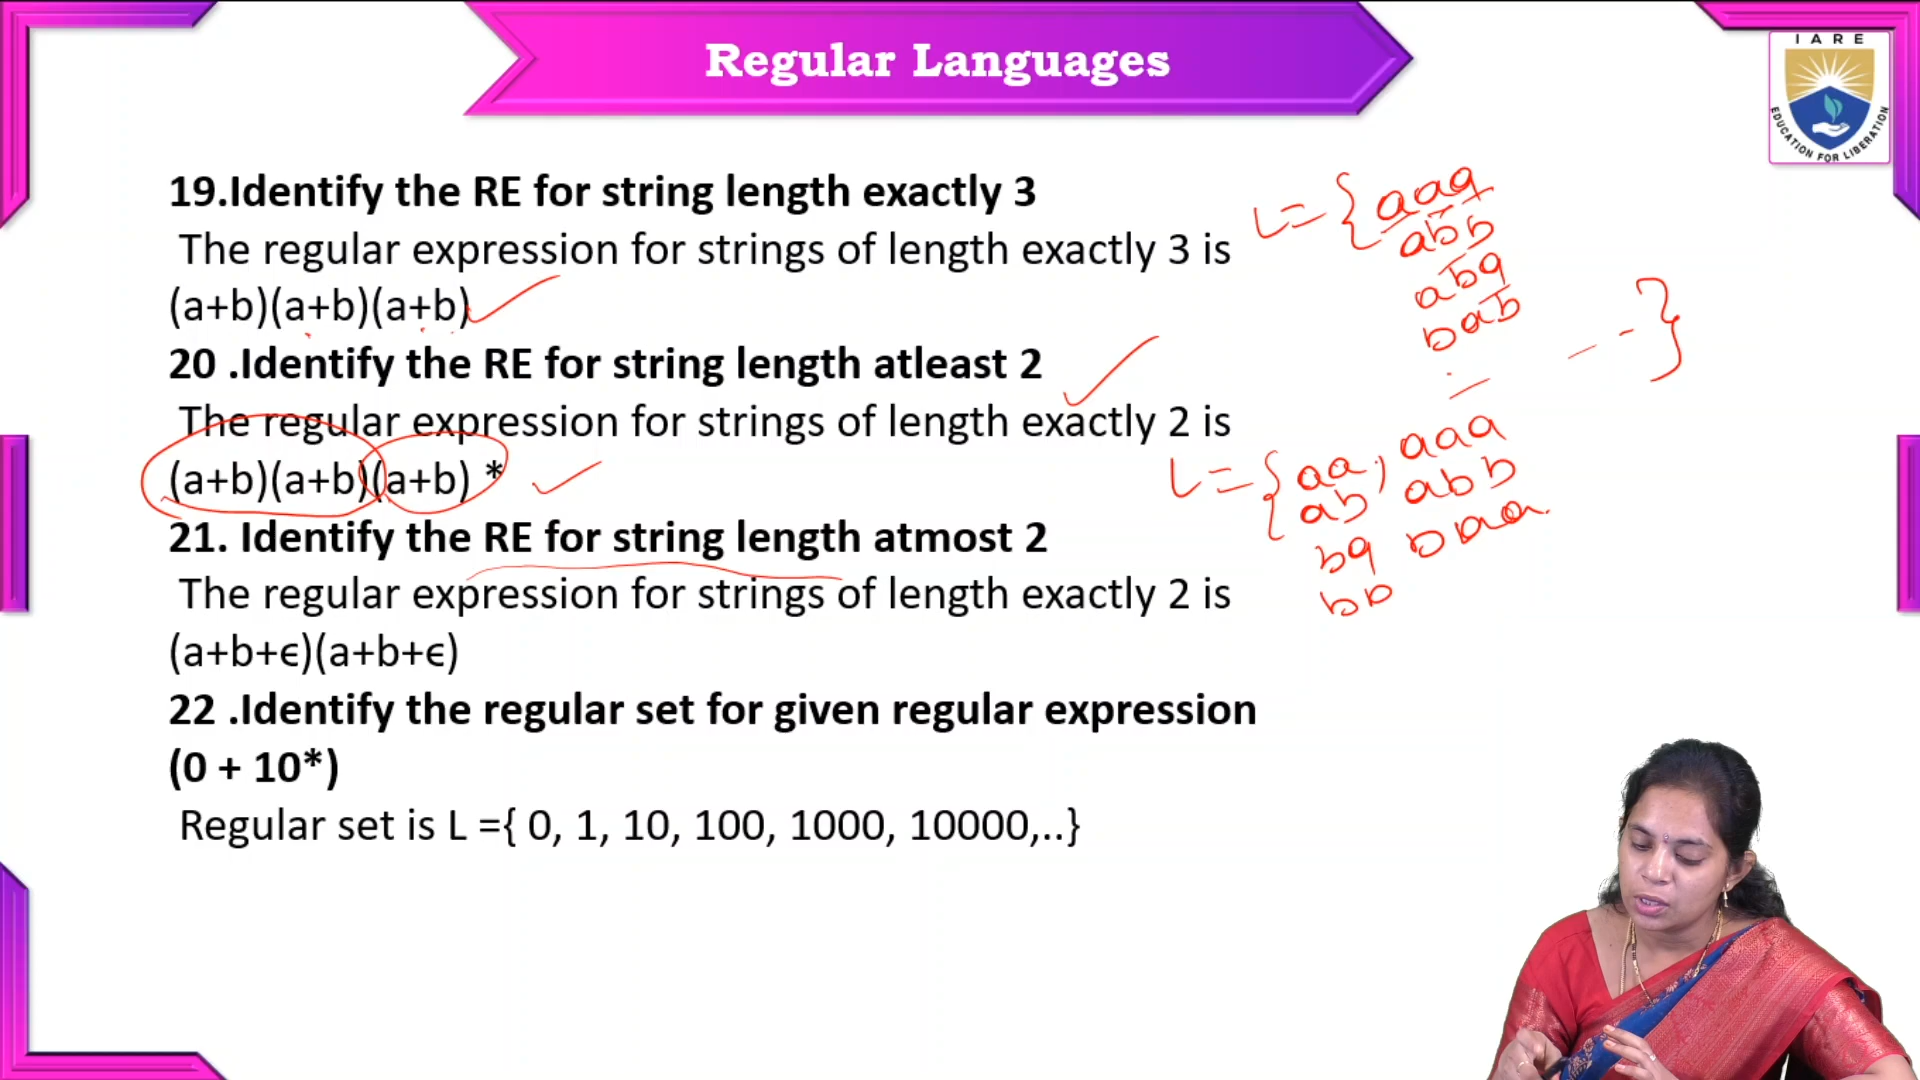 Regular Languages
I A R E
EDUCATION FOR LIBERATION
19.Identify the RE for string length exactly 3
The regular expression for strings of length exactly 3 is
(a+b)(a+b)(a+b)
20 .Identify the RE for string length atleast 2
The regular expression for strings of length exactly 2 is
(a+b)(a+b)(a+b) *
21. Identify the RE for string length atmost 2
The regular expression for strings of length exactly 2 is
(a+b+ϵ)(a+b+ϵ)
22 .Identify the regular set for given regular expression
(0 + 10*)
Regular set is L ={ 0, 1, 10, 100, 1000, 10000,..}
L = { aaa
abb
aba
bab
- - }
L = { aa, aaa
ab abb
ba baa
bb